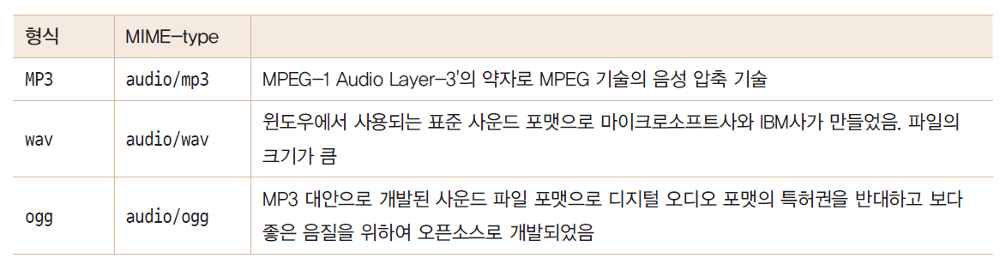 형식 MIME-type
MP3 audio/mp3 MPEG-1 Audio Layer-3'의 약자로 MPEG 기술의 음성 압축 기술
wav audio/wav 윈도우에서 사용되는 표준 사운드 포맷으로 마이크로소프트사와 IBM사가 만들었음. 파일의
크기가 큼
ogg audio/ogg MP3 대안으로 개발된 사운드 파일 포맷으로 디지털 오디오 포맷의 특허권을 반대하고 보다
좋은 음질을 위하여 오픈소스로 개발되었음